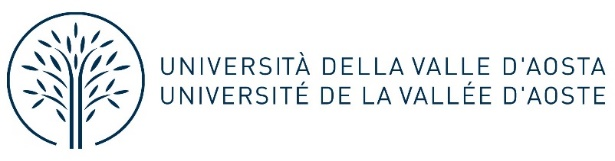 UNIVERSITÀ DELLA VALLE D'AOSTA
UNIVERSITÉ DE LA VALLÉE D'AOSTE